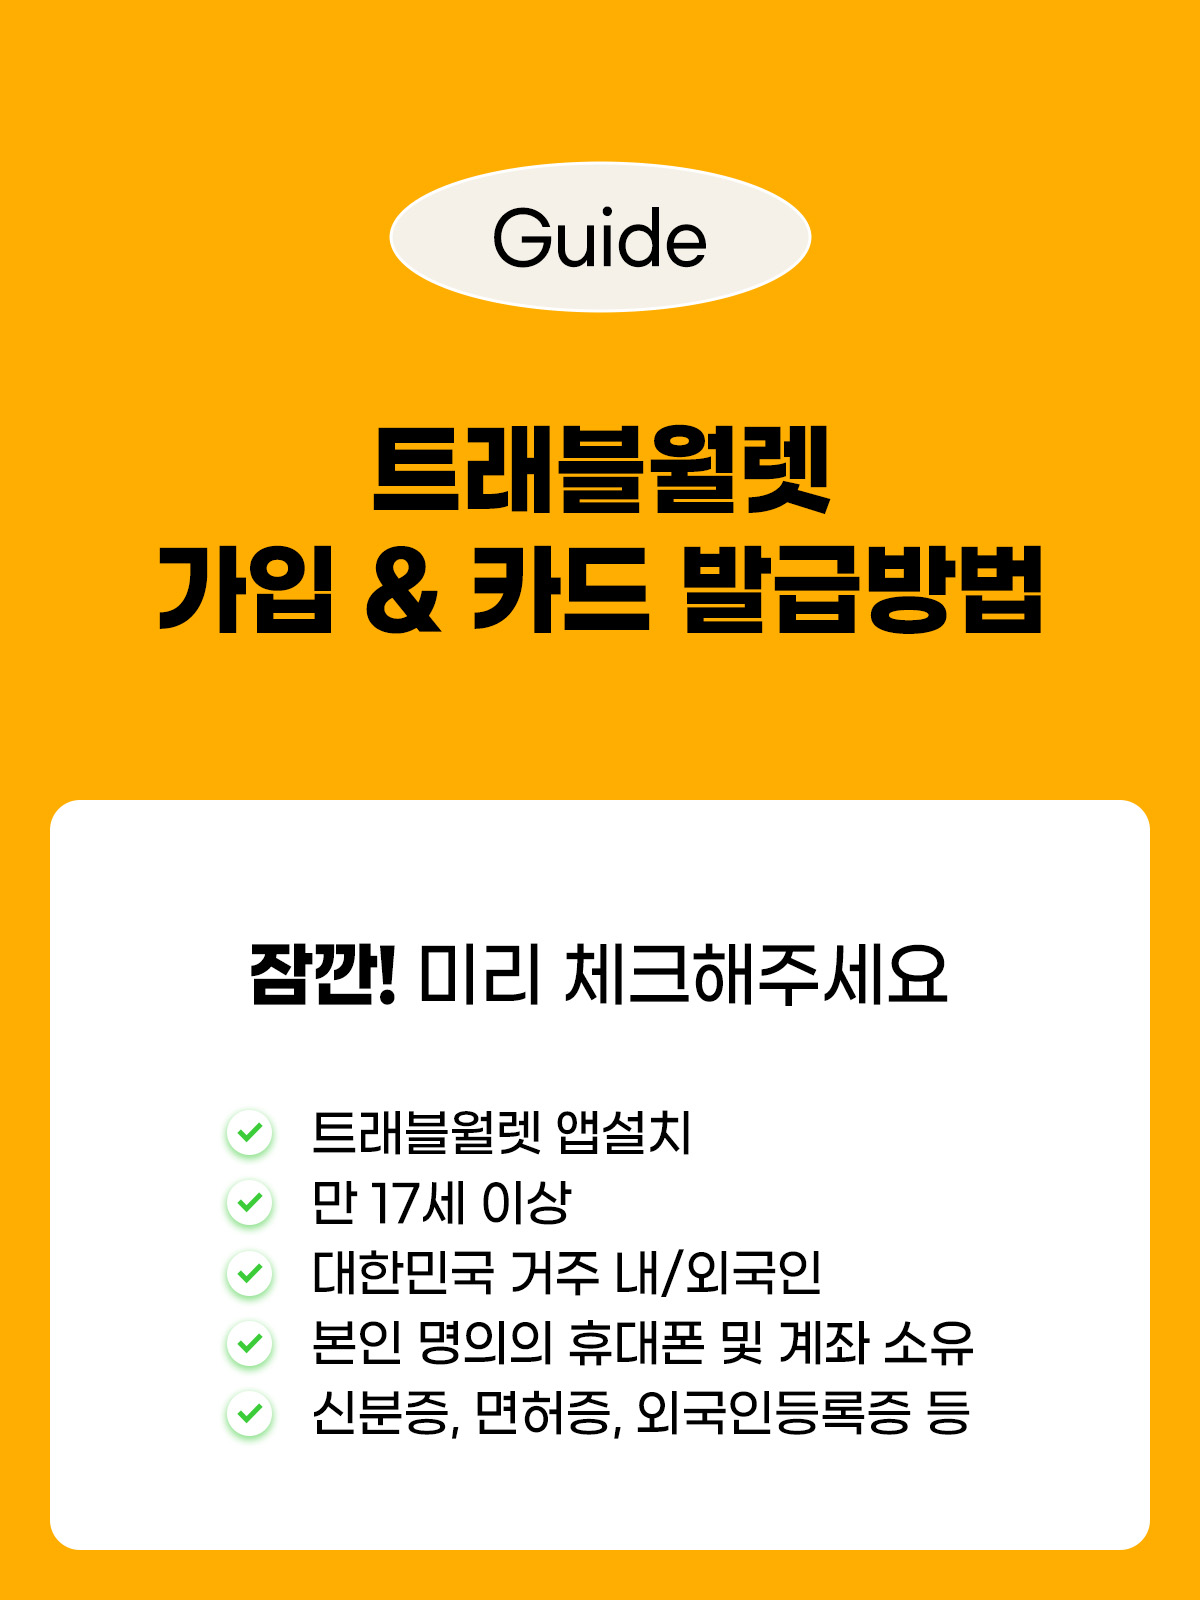 Guide
트래블월렛
가입 & 카드 발급방법
잠깐! 미리 체크해주세요
트래블월렛 앱설치
만 17세 이상
대한민국 거주 내/외국인
본인 명의의 휴대폰 및 계좌 소유
신분증, 면허증, 외국인등록증 등